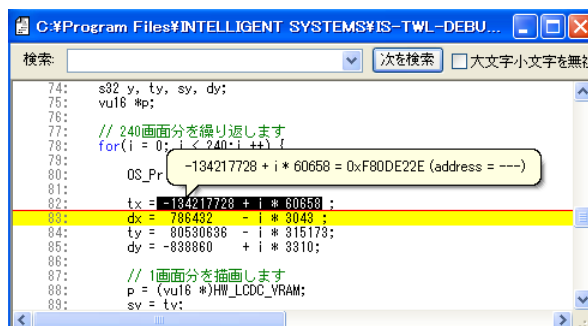 C:¥Program Files¥INTELLIGENT SYSTEMS¥IS-TWL-DEBU...
検索: 次を検索 大文字小文字を無
74: s32 y, ty, sy, dy;
75: vu16 *p;
76:
77: // 240画面分を繰り返します
78: for(i = 0; i < 240;i ++) {
79:
-134217728 + i * 60658 = 0xF80DE22E (address = ---)
80: OS_Pr
81:
82: tx = -134217728 + i * 60658 ;
83: dx = 786432 - i * 3043 ;
84: ty = 80530636 - i * 315173;
85: dy = -838860 + i * 3310;
86:
87: // 1画面分を描画します
88: p = (vu16 *)HW_LCDC_VRAM;
89: sy = ty;